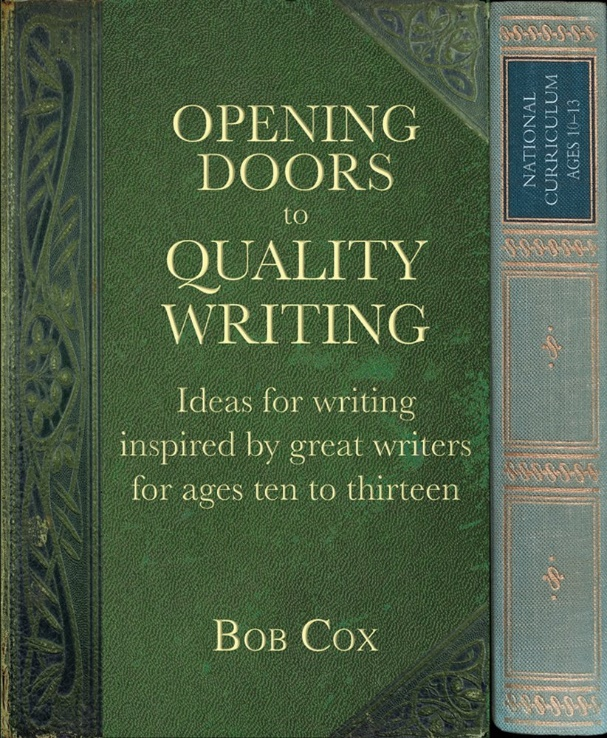 OPENING
DOORS
to
QUALITY
WRITING
Ideas for writing
inspired by great writers
for ages ten to thirteen
BOB COX
NATIONAL
CURRICULUM
AGES 10–13